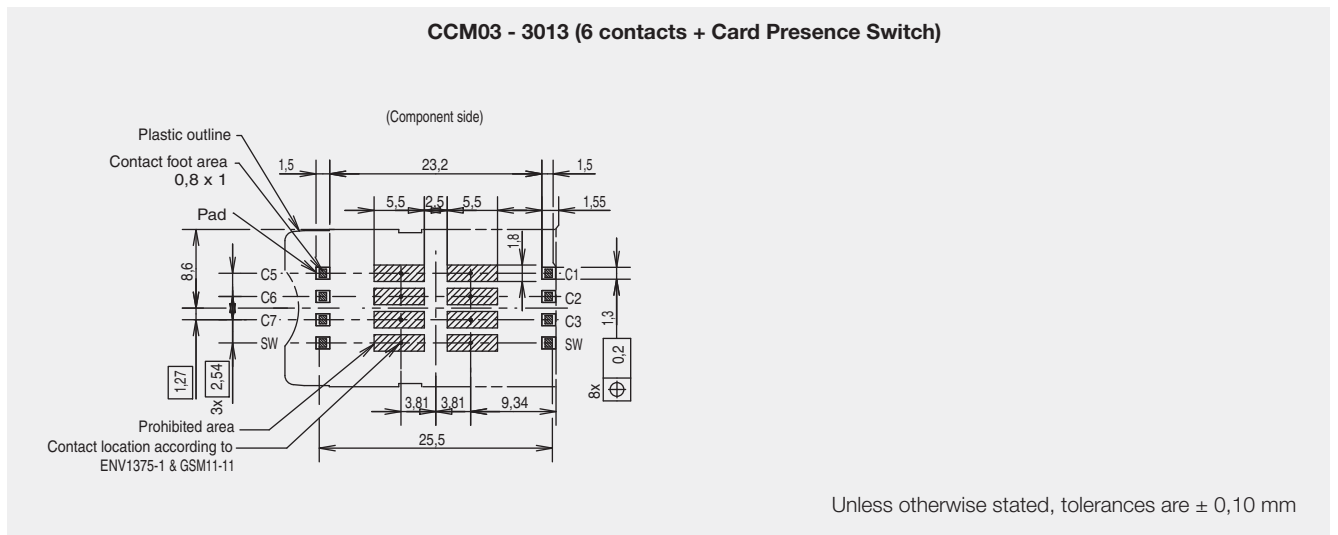 CCM03 - 3013 (6 contacts + Card Presence Switch)
(Component side)
Plastic outline
Contact foot area
0,8 x 1
Pad
1,5
23,2
1,5
5,5
2,5
5,5
1,55
8,6
1,8
C5
C1
C6
C2
C7
C3
SW
SW
1,3
1,27
3x 2,54
8x ⌖ 0,2
3,81
3,81
9,34
Prohibited area
25,5
Contact location according to
ENV1375-1 & GSM11-11
Unless otherwise stated, tolerances are ± 0,10 mm